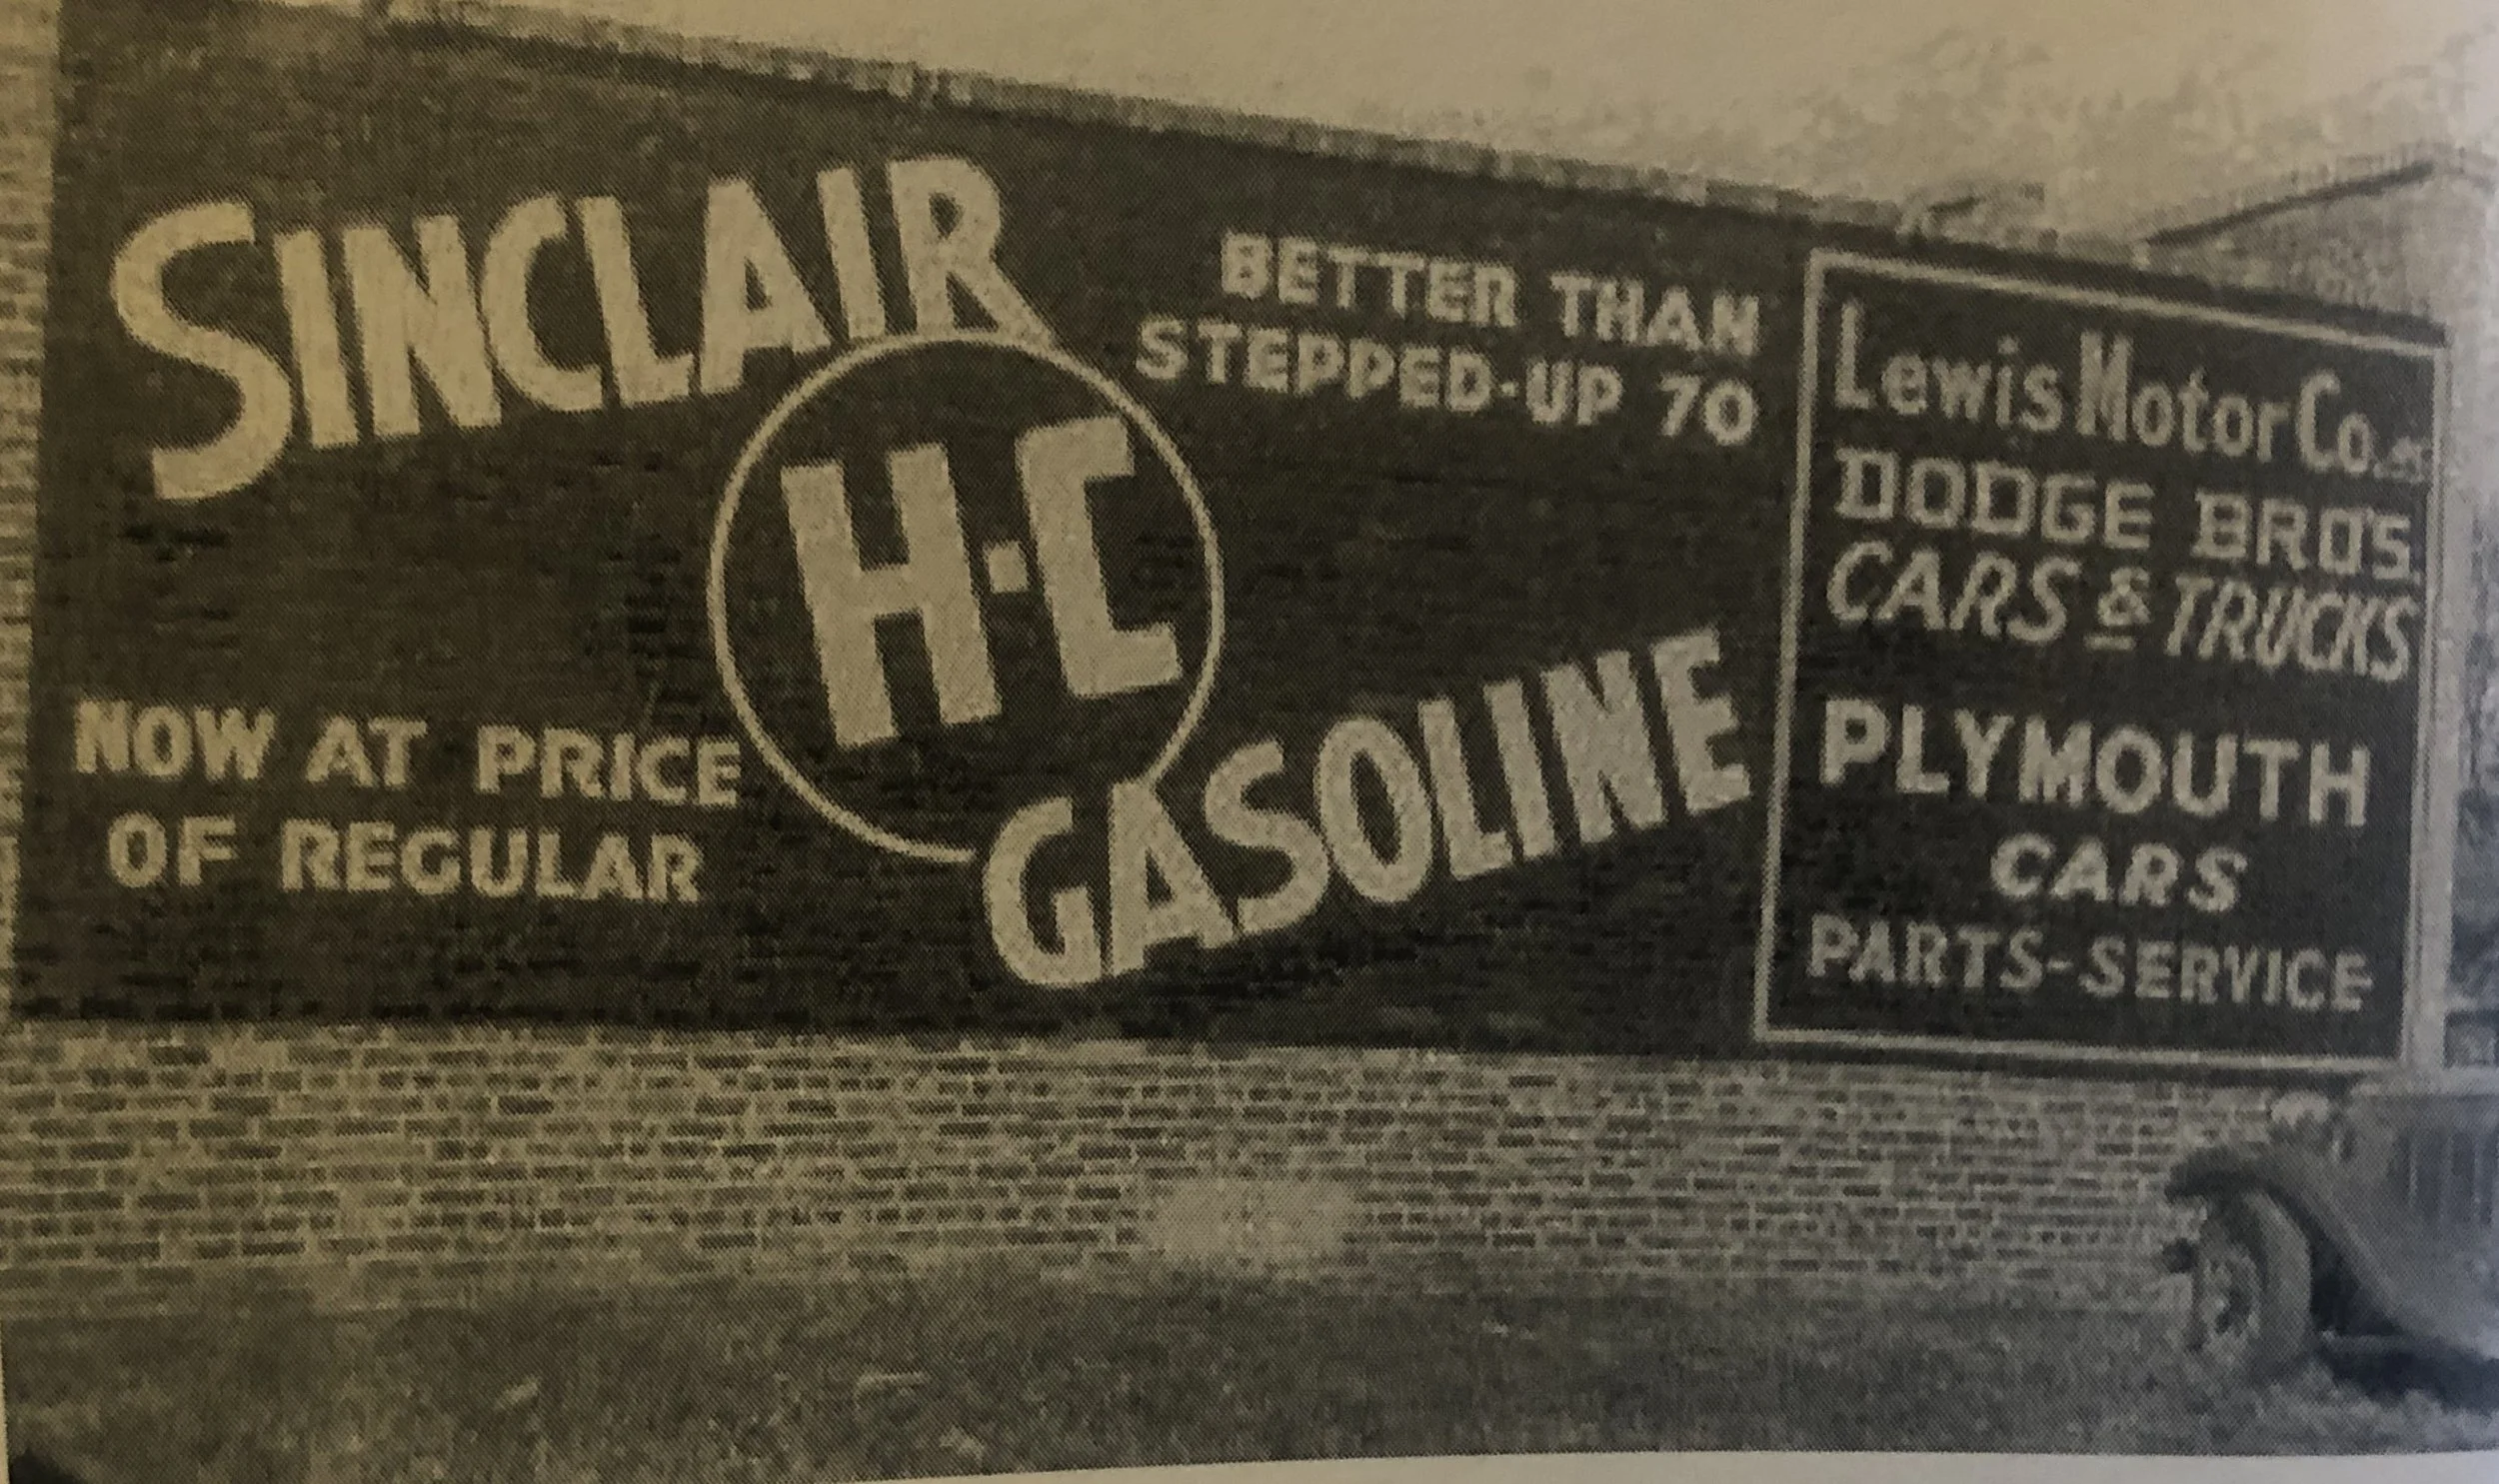 SINCLAIR
H-C
GASOLINE
BETTER THAN
STEPPED-UP 70
NOW AT PRICE
OF REGULAR
Lewis Motor Co.
DODGE BRO'S.
CARS & TRUCKS
PLYMOUTH
CARS
PARTS-SERVICE